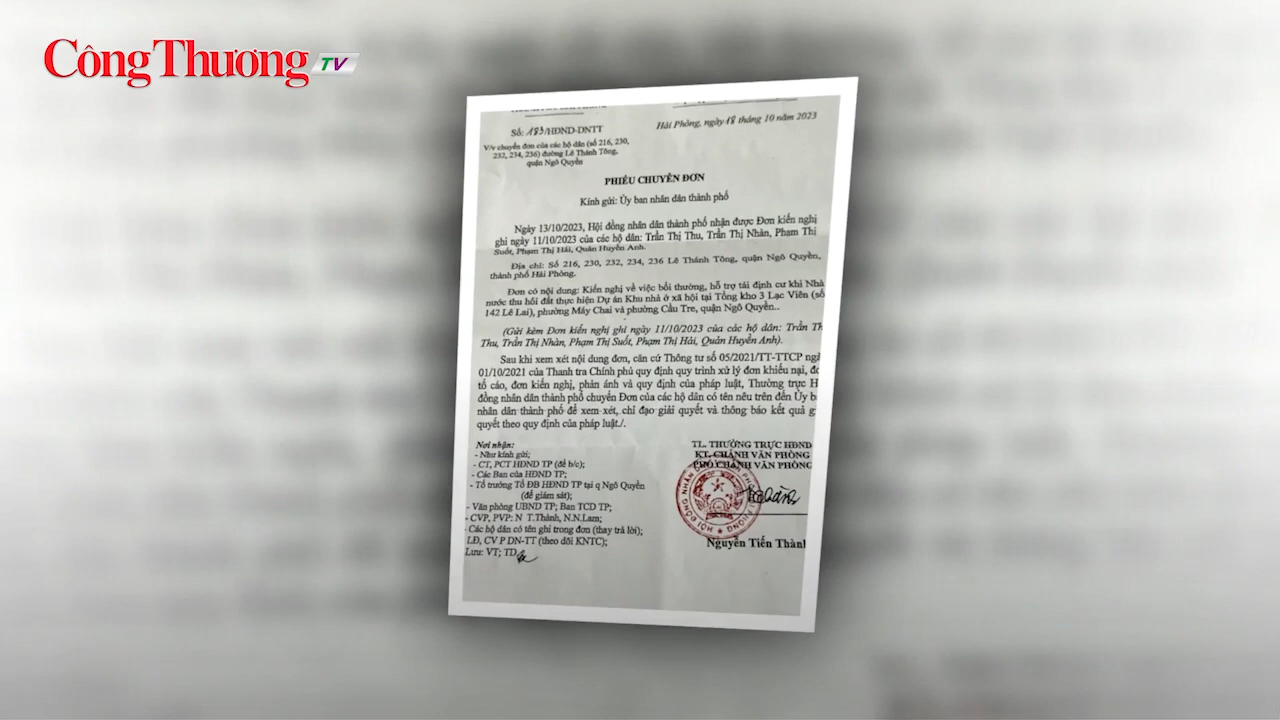 Công Thương TV
Số: 183/HĐND-DNTT
Hải Phòng, ngày 18 tháng 10 năm 2023
V/v chuyển đơn của các hộ dân (số 216, 230,
232, 234, 236) đường Lê Thánh Tông,
quận Ngô Quyền
PHIẾU CHUYỂN ĐƠN
Kính gửi: Ủy ban nhân dân thành phố
Ngày 13/10/2023, Hội đồng nhân dân thành phố nhận được Đơn kiến nghị
ghi ngày 11/10/2023 của các hộ dân: Trần Thị Thu, Trần Thị Nhàn, Phạm Thị
Suốt, Phạm Thị Hải, Quản Huyền Anh.
Địa chỉ: Số 216, 230, 232, 234, 236 Lê Thánh Tông, quận Ngô Quyền,
thành phố Hải Phòng.
Đơn có nội dung: Kiến nghị về việc bồi thường, hỗ trợ tái định cư khi Nhà
nước thu hồi đất thực hiện Dự án Khu nhà ở xã hội tại Tổng kho 3 Lạc Viên (số
142 Lê Lai), phường Máy Chai và phường Cầu Tre, quận Ngô Quyền..
(Gửi kèm Đơn kiến nghị ghi ngày 11/10/2023 của các hộ dân: Trần Th
Thu, Trần Thị Nhàn, Phạm Thị Suốt, Phạm Thị Hải, Quản Huyền Anh).
Sau khi xem xét nội dung đơn, căn cứ Thông tư số 05/2021/TT-TTCP ngà
01/10/2021 của Thanh tra Chính phủ quy định quy trình xử lý đơn khiếu nại, đơ
tố cáo, đơn kiến nghị, phản ánh và quy định của pháp luật, Thường trực H
đồng nhân dân thành phố chuyển Đơn của các hộ dân có tên nêu trên đến Ủy ba
nhân dân thành phố để xem xét, chỉ đạo giải quyết và thông báo kết quả g
quyết theo quy định của pháp luật./.
Nơi nhận:
- Như kính gửi;
- CT, PCT HĐND TP (để b/c);
- Các Ban của HĐND TP;
- Tổ trưởng Tổ ĐB HĐND TP tại q Ngô Quyền
(để giám sát);
- Văn phòng UBND TP; Ban TCD TP;
- CVP, PVP: N T.Thành, N.N.Lam;
- Các hộ dân có tên ghi trong đơn (thay trả lời);
LĐ, CV P DN-TT (theo dõi KNTC);
Lưu: VT; TD
TL. THƯỜNG TRỰC HĐND
KT. CHÁNH VĂN PHÒNG
PHÓ CHÁNH VĂN PHÒNG
Nguyễn Tiến Thành